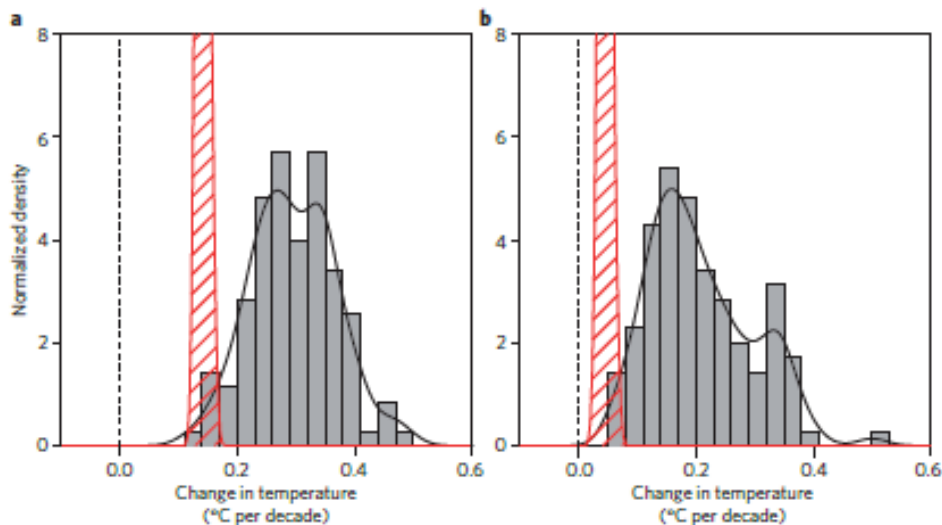 a
8
6
4
2
0
Normalized density
0.0
0.2
0.4
0.6
Change in temperature
(°C per decade)
b
8
6
4
2
0
0.0
0.2
0.4
0.6
Change in temperature
(°C per decade)